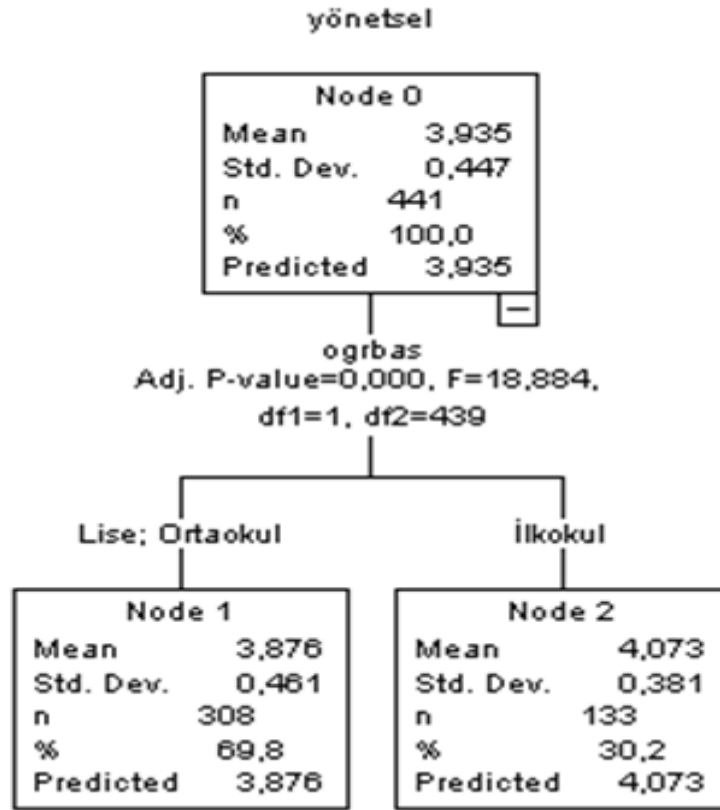 yönetsel
Node 0
Mean 3,935
Std. Dev. 0,447
n 441
% 100,0
Predicted 3,935
ogrbas
Adj. P-value=0,000, F=18,884,
df1=1, df2=439
Lise; Ortaokul
İlkokul
Node 1
Mean 3,876
Std. Dev. 0,461
n 308
% 69,8
Predicted 3,876
Node 2
Mean 4,073
Std. Dev. 0,381
n 133
% 30,2
Predicted 4,073